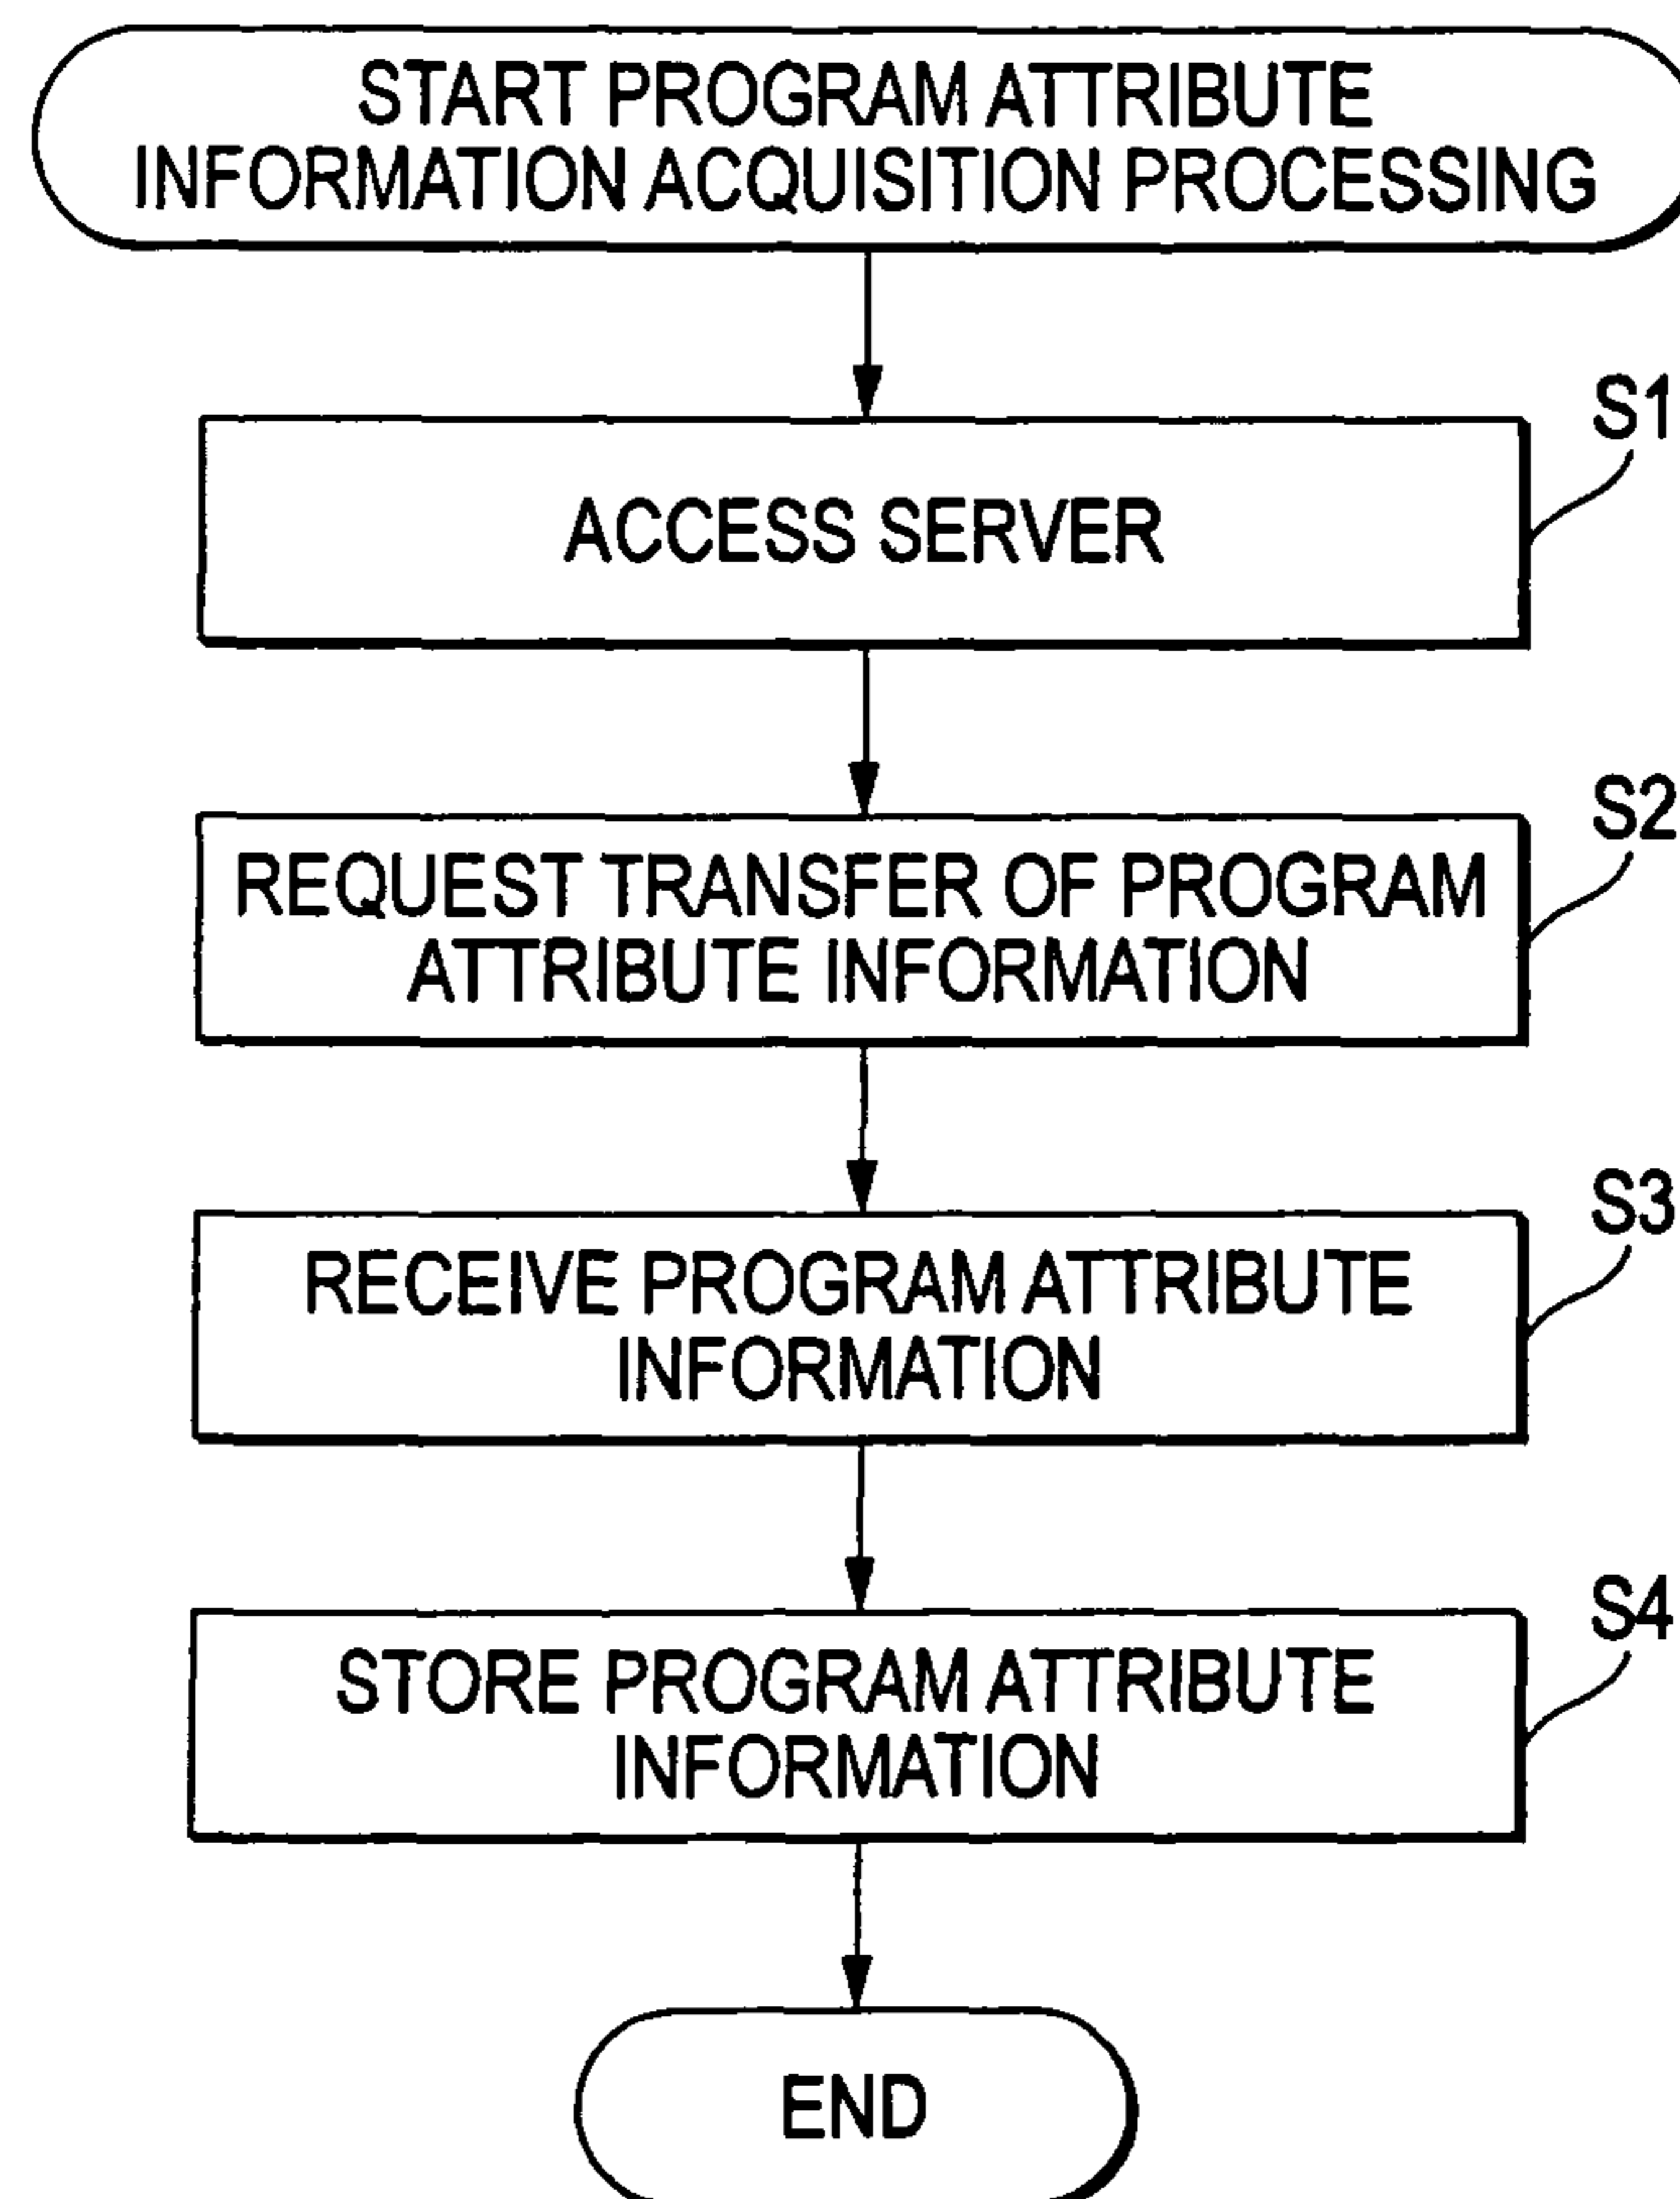 START PROGRAM ATTRIBUTE
INFORMATION ACQUISITION PROCESSING
S1
ACCESS SERVER
S2
REQUEST TRANSFER OF PROGRAM
ATTRIBUTE INFORMATION
S3
RECEIVE PROGRAM ATTRIBUTE
INFORMATION
S4
STORE PROGRAM ATTRIBUTE
INFORMATION
END